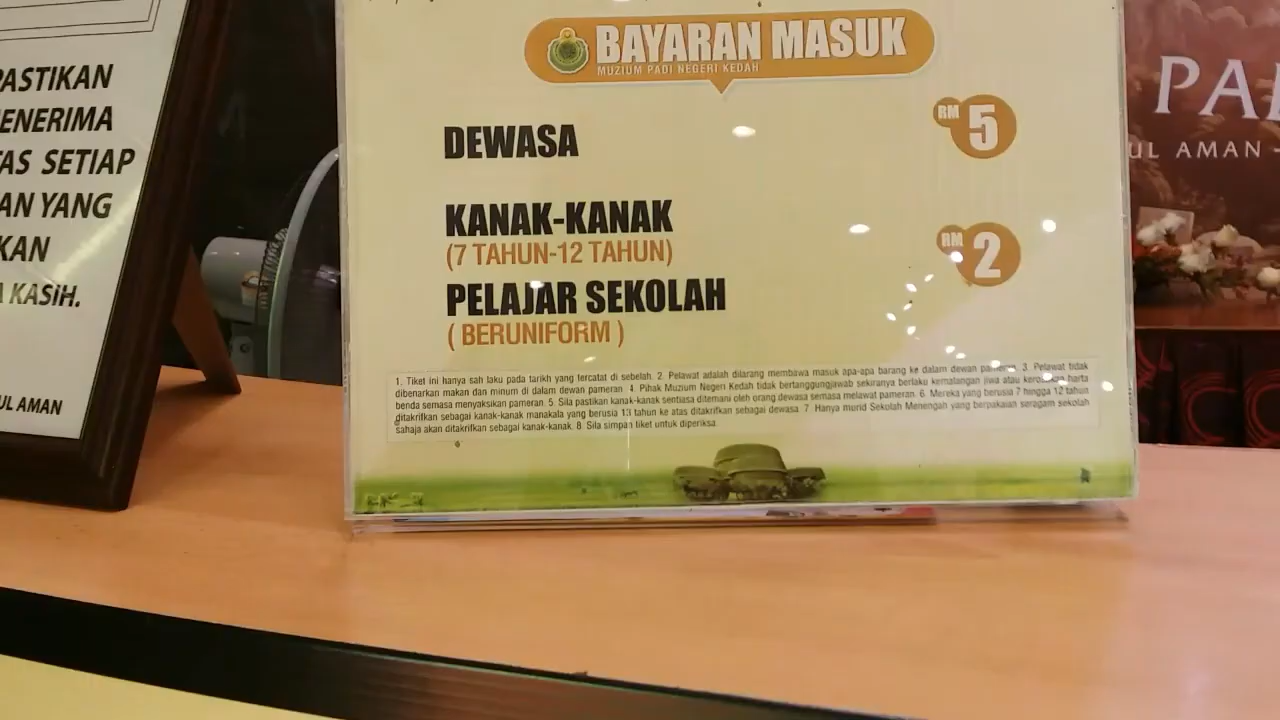 PASTIKAN
ENERIMA
TAS SETIAP
AN YANG
KAN
A KASIH.
UL AMAN
BAYARAN MASUK
MUZIUM PADI NEGERI KEDAH
DEWASA
RM 5
KANAK-KANAK
(7 TAHUN-12 TAHUN)
RM 2
PELAJAR SEKOLAH
( BERUNIFORM )
1. Tiket ini hanya sah laku pada tarikh yang tercatat di sebelah. 2. Pelawat adalah dilarang membawa masuk apa-apa barang ke dalam dewan pameran 3. Pelawat tidak
dibenarkan makan dan minum di dalam dewan pameran 4. Pihak Muzium Negeri Kedah tidak bertanggungjawab sekiranya berlaku kemalangan jiwa atau kerosakan harta
benda semasa menyaksikan pameran. 5. Sila pastikan kanak-kanak sentiasa ditemani oleh orang dewasa semasa melawat pameran. 6. Mereka yang berusia 7 hingga 12 tahun
ditakrifkan sebagai kanak-kanak manakala yang berusia 13 tahun ke atas ditakrifkan sebagai dewasa. 7. Hanya murid Sekolah Menengah yang berpakaian seragam sekolah
sahaja akan ditakrifkan sebagai kanak-kanak. 8. Sila simpan tiket untuk diperiksa
PA
UL AMAN -